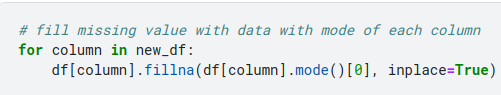 # fill missing value with data with mode of each column
for column in new_df:
    df[column].fillna(df[column].mode()[0], inplace=True)